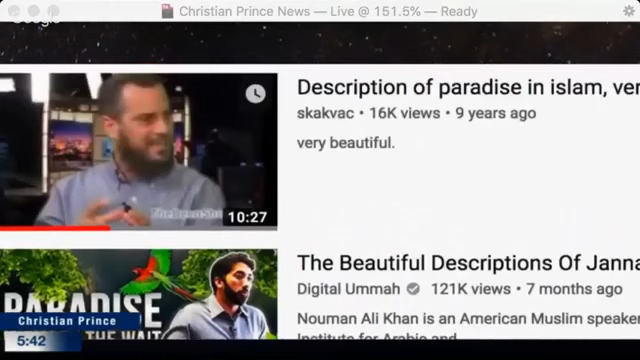 Christian Prince News — Live @ 151.5% — Ready
Google
Description of paradise in islam, ver
skakvac • 16K views • 9 years ago
very beautiful.
TheDeenSho
10:27
The Beautiful Descriptions Of Janna
Digital Ummah 121K views • 7 months ago
Nouman Ali Khan is an American Muslim speaker
Institute for Arabic and
PARADISE
THE WAIT
Christian Prince
5:42